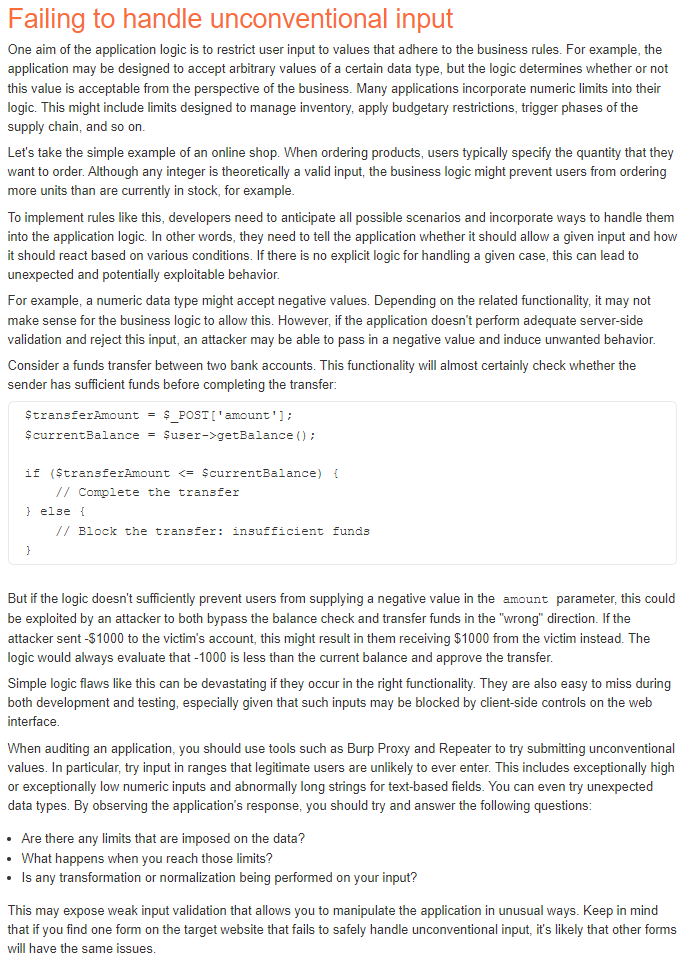 Failing to handle unconventional input
One aim of the application logic is to restrict user input to values that adhere to the business rules. For example, the
application may be designed to accept arbitrary values of a certain data type, but the logic determines whether or not
this value is acceptable from the perspective of the business. Many applications incorporate numeric limits into their
logic. This might include limits designed to manage inventory, apply budgetary restrictions, trigger phases of the
supply chain, and so on.
Let's take the simple example of an online shop. When ordering products, users typically specify the quantity that they
want to order. Although any integer is theoretically a valid input, the business logic might prevent users from ordering
more units than are currently in stock, for example.
To implement rules like this, developers need to anticipate all possible scenarios and incorporate ways to handle them
into the application logic. In other words, they need to tell the application whether it should allow a given input and how
it should react based on various conditions. If there is no explicit logic for handling a given case, this can lead to
unexpected and potentially exploitable behavior.
For example, a numeric data type might accept negative values. Depending on the related functionality, it may not
make sense for the business logic to allow this. However, if the application doesn't perform adequate server-side
validation and reject this input, an attacker may be able to pass in a negative value and induce unwanted behavior.
Consider a funds transfer between two bank accounts. This functionality will almost certainly check whether the
sender has sufficient funds before completing the transfer:
$transferAmount = $_POST['amount'];
$currentBalance = $user->getBalance();
if ($transferAmount <= $currentBalance) {
// Complete the transfer
} else {
// Block the transfer: insufficient funds
}
But if the logic doesn't sufficiently prevent users from supplying a negative value in the amount parameter, this could
be exploited by an attacker to both bypass the balance check and transfer funds in the "wrong" direction. If the
attacker sent -$1000 to the victim's account, this might result in them receiving $1000 from the victim instead. The
logic would always evaluate that -1000 is less than the current balance and approve the transfer.
Simple logic flaws like this can be devastating if they occur in the right functionality. They are also easy to miss during
both development and testing, especially given that such inputs may be blocked by client-side controls on the web
interface.
When auditing an application, you should use tools such as Burp Proxy and Repeater to try submitting unconventional
values. In particular, try input in ranges that legitimate users are unlikely to ever enter. This includes exceptionally high
or exceptionally low numeric inputs and abnormally long strings for text-based fields. You can even try unexpected
data types. By observing the application's response, you should try and answer the following questions:
• Are there any limits that are imposed on the data?
• What happens when you reach those limits?
• Is any transformation or normalization being performed on your input?
This may expose weak input validation that allows you to manipulate the application in unusual ways. Keep in mind
that if you find one form on the target website that fails to safely handle unconventional input, it's likely that other forms
will have the same issues.